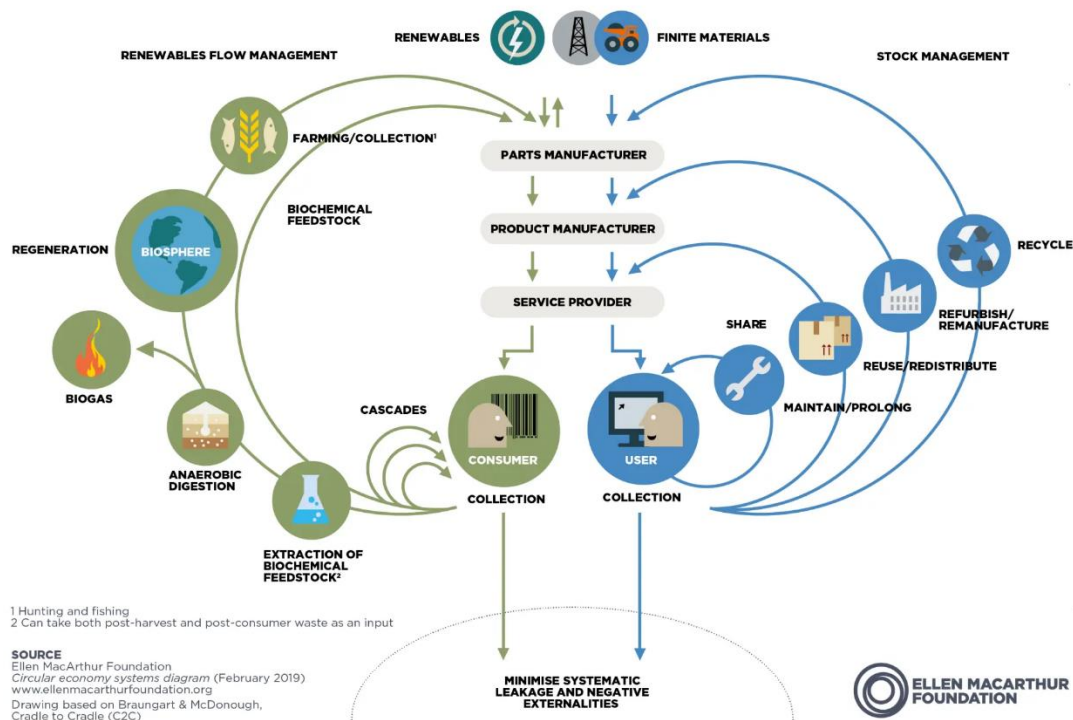 RENEWABLES
FINITE MATERIALS
RENEWABLES FLOW MANAGEMENT
STOCK MANAGEMENT
FARMING/COLLECTION¹
PARTS MANUFACTURER
BIOCHEMICAL
FEEDSTOCK
PRODUCT MANUFACTURER
REGENERATION
BIOSPHERE
RECYCLE
SERVICE PROVIDER
SHARE
REFURBISH/
REMANUFACTURE
REUSE/REDISTRIBUTE
BIOGAS
CASCADES
MAINTAIN/PROLONG
CONSUMER
USER
ANAEROBIC
DIGESTION
COLLECTION
COLLECTION
EXTRACTION OF
BIOCHEMICAL
FEEDSTOCK²
1 Hunting and fishing
2 Can take both post-harvest and post-consumer waste as an input
SOURCE
Ellen MacArthur Foundation
Circular economy systems diagram (February 2019)
www.ellenmacarthurfoundation.org
Drawing based on Braungart & McDonough,
Cradle to Cradle (C2C)
MINIMISE SYSTEMATIC
LEAKAGE AND NEGATIVE
EXTERNALITIES
ELLEN MACARTHUR
FOUNDATION